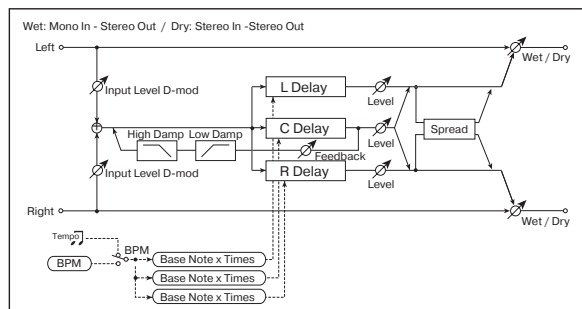 Wet: Mono In - Stereo Out / Dry: Stereo In -Stereo Out
Left
Wet / Dry
Input Level D-mod
L Delay
Level
High Damp
Low Damp
C Delay
Level
Spread
Feedback
Input Level D-mod
R Delay
Level
Right
Wet / Dry
Tempo
BPM
BPM
Base Note x Times
Base Note x Times
Base Note x Times